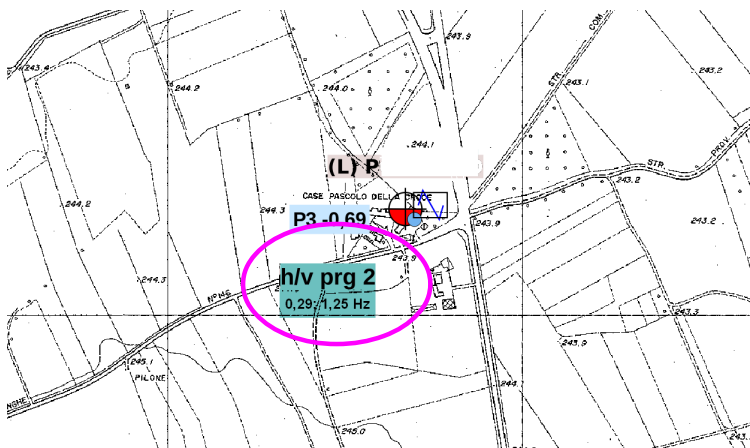 243.9
COM.
243.4
STR.
243.1
243.2
244.2
244.0
244.1
PROV.
(L) P
STR.
243.2
CASE PASCOLO DELLA
244.2
244.3
P3 -0,69
243.9
243.2
243.9
244.3
h/v prg 2
0,29; 1,25 Hz
243.3
243.9
245.1
PILONE
244.
245.0
243.